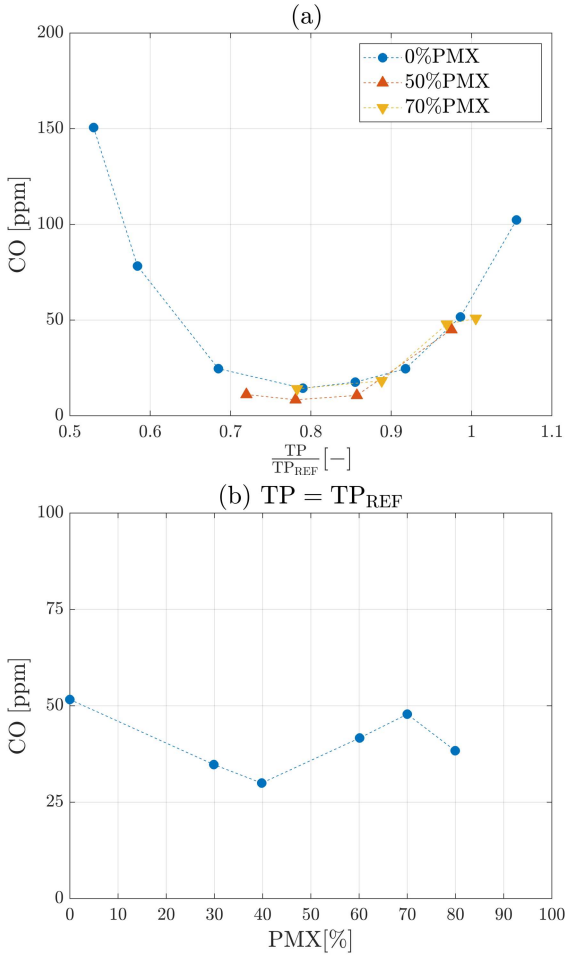 (a)
200
150
100
50
0
CO [ppm]
0%PMX
50%PMX
70%PMX
0.5 0.6 0.7 0.8 0.9 1 1.1
TP
TP_REF [−]
(b) TP = TP_REF
100
75
50
25
0
CO [ppm]
0 10 20 30 40 50 60 70 80 90 100
PMX[%]